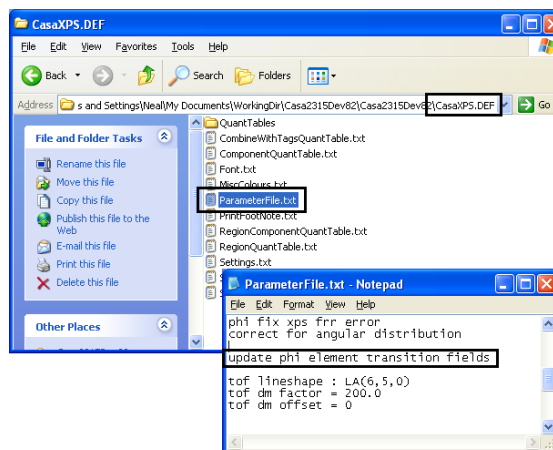 CasaXPS.DEF
File Edit View Favorites Tools Help
Back Search Folders
Address s and Settings\Neal\My Documents\WorkingDir\Casa2315Dev82\Casa2315Dev82\CasaXPS.DEF Go
File and Folder Tasks
Rename this file
Move this file
Copy this file
Publish this file to the
Web
E-mail this file
Print this file
Delete this file
Other Places
QuantTables
CombineWithTagsQuantTable.txt
ComponentQuantTable.txt
Font.txt
MiscColours.txt
ParameterFile.txt
PrintFootNote.txt
RegionComponentQuantTable.txt
RegionQuantTable.txt
Settings.txt
ParameterFile.txt - Notepad
File Edit Format View Help
phi fix xps frr error
correct for angular distribution
update phi element transition fields
tof lineshape : LA(6,5,0)
tof dm factor = 200.0
tof dm offset = 0